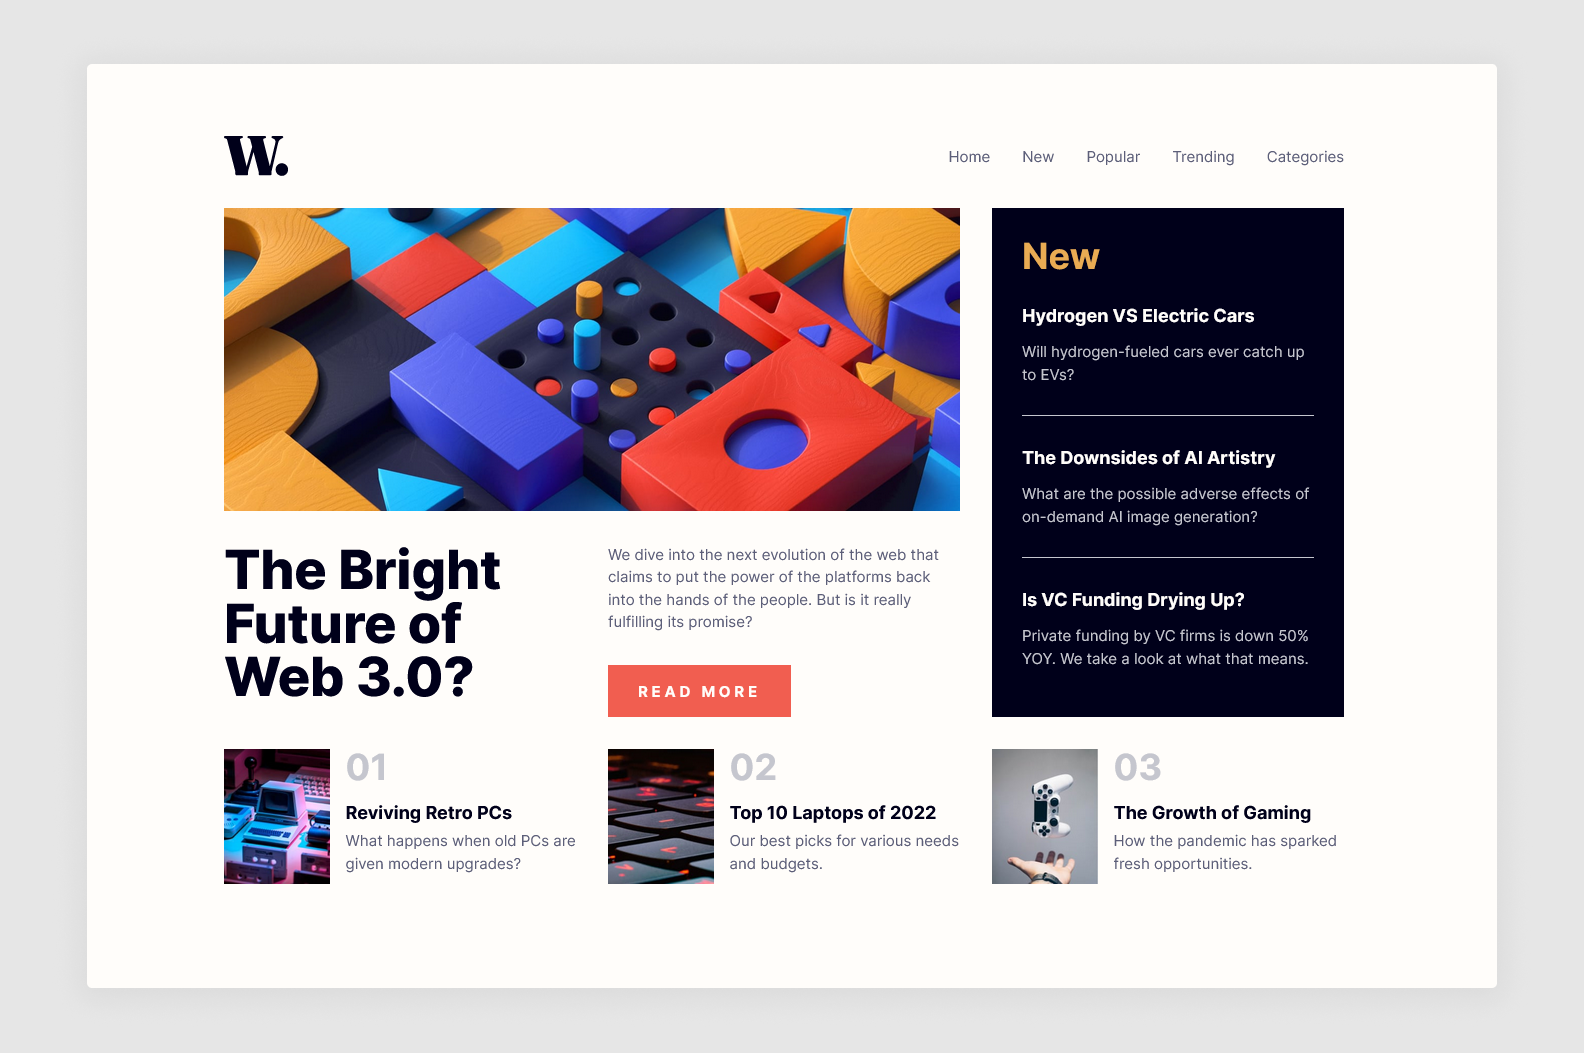 W.
Home New Popular Trending Categories
New
Hydrogen VS Electric Cars
Will hydrogen-fueled cars ever catch up
to EVs?
The Downsides of AI Artistry
What are the possible adverse effects of
on-demand AI image generation?
Is VC Funding Drying Up?
Private funding by VC firms is down 50%
YOY. We take a look at what that means.
The Bright
Future of
Web 3.0?
We dive into the next evolution of the web that
claims to put the power of the platforms back
into the hands of the people. But is it really
fulfilling its promise?
READ MORE
01
Reviving Retro PCs
What happens when old PCs are
given modern upgrades?
02
Top 10 Laptops of 2022
Our best picks for various needs
and budgets.
03
The Growth of Gaming
How the pandemic has sparked
fresh opportunities.